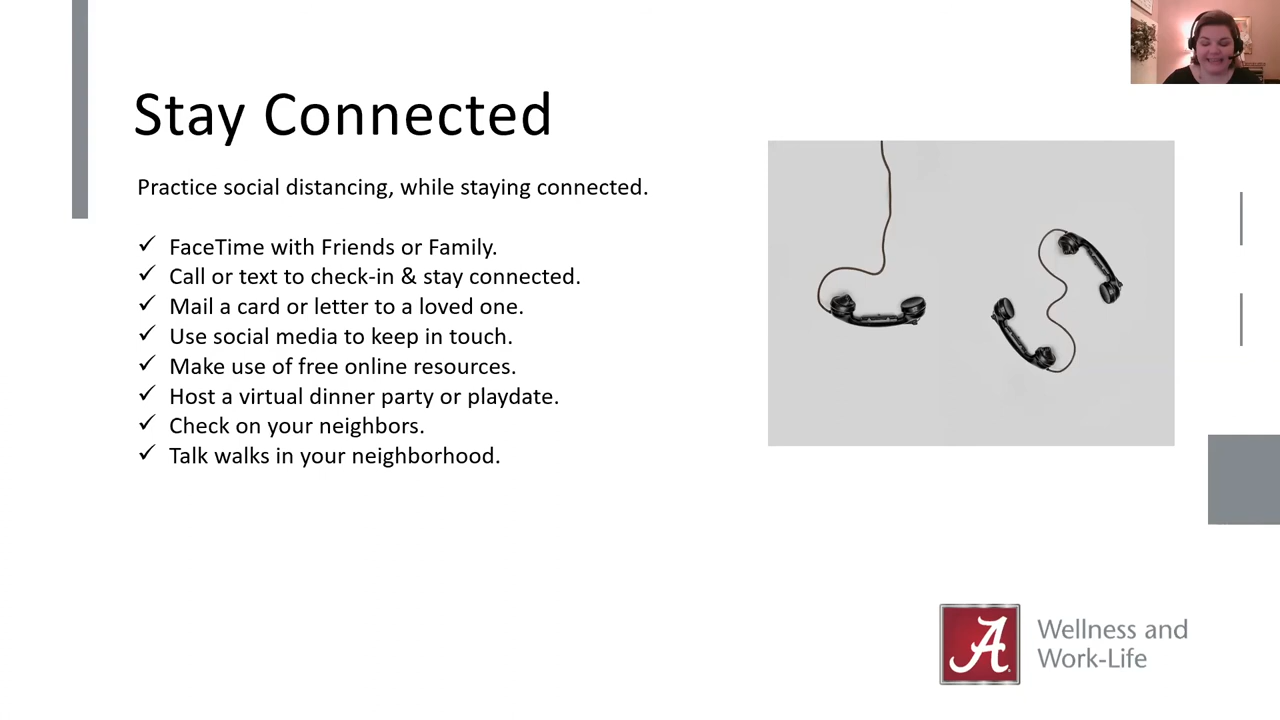 Stay Connected
Practice social distancing, while staying connected.
✓ FaceTime with Friends or Family.
✓ Call or text to check-in & stay connected.
✓ Mail a card or letter to a loved one.
✓ Use social media to keep in touch.
✓ Make use of free online resources.
✓ Host a virtual dinner party or playdate.
✓ Check on your neighbors.
✓ Talk walks in your neighborhood.
A
Wellness and
Work-Life